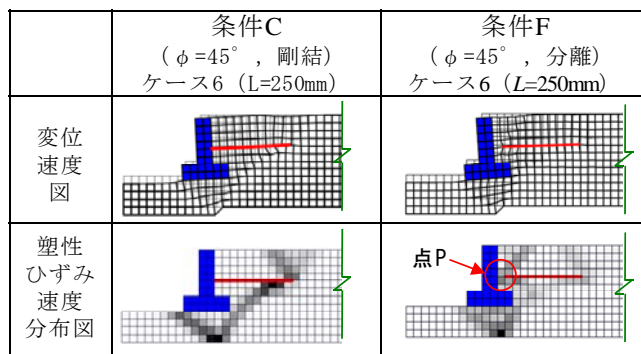 条件C
(φ=45°, 剛結)
ケース6 (L=250mm)
条件F
(φ=45°, 分離)
ケース6 (L=250mm)
変位
速度
図
塑性
ひずみ
速度
分布図
点P